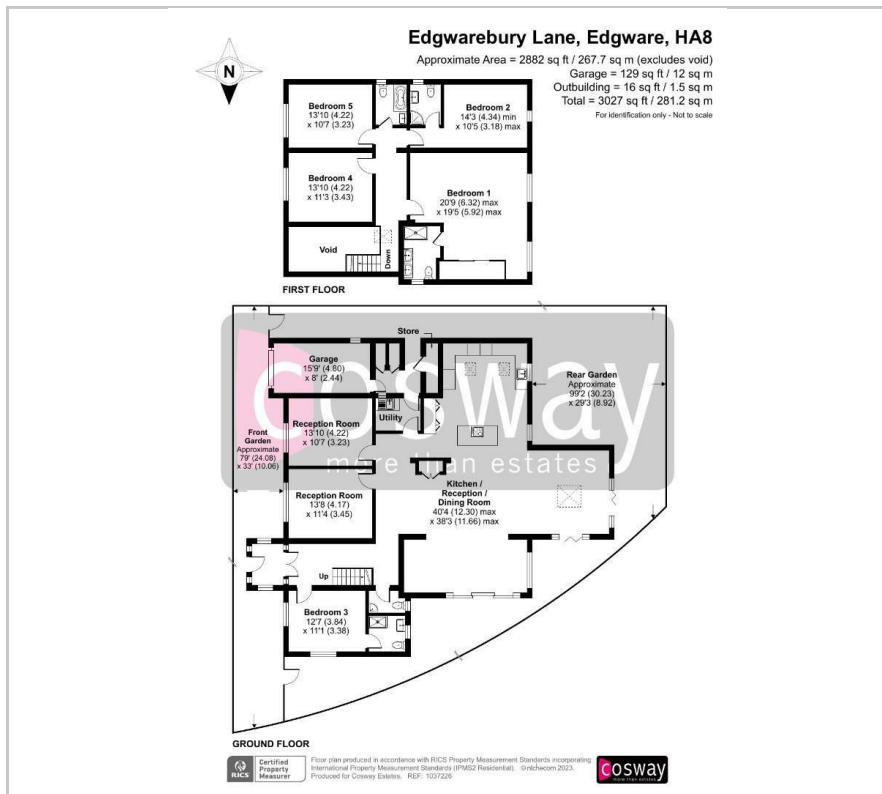 Edgwarebury Lane, Edgware, HA8
Approximate Area = 2882 sq ft / 267.7 sq m (excludes void)
Garage = 129 sq ft / 12 sq m
Outbuilding = 16 sq ft / 1.5 sq m
Total = 3027 sq ft / 281.2 sq m
For identification only - Not to scale
N
Bedroom 5
13'10 (4.22)
x 10'7 (3.23)
Bedroom 2
14'3 (4.34) min
x 10'5 (3.18) max
Bedroom 4
13'10 (4.22)
x 11'3 (3.43)
Bedroom 1
20'9 (6.32) max
x 19'5 (5.92) max
Void
Down
FIRST FLOOR
Store
Garage
15'9' (4.80)
x 8' (2.44)
Rear Garden
Approximate
99'2 (30.23)
x 29'3 (8.92)
cosway
more than estates
Utility
Reception Room
13'10 (4.22)
x 10'7 (3.23)
Front
Garden
Approximate
79' (24.08)
x 33' (10.06)
Reception Room
13'8 (4.17)
x 11'4 (3.45)
Kitchen /
Reception /
Dining Room
40'4 (12.30) max
x 38'3 (11.66) max
Up
Bedroom 3
12'7 (3.84)
x 11'1 (3.38)
GROUND FLOOR
RICS
Certified
Property
Measurer
Floor plan produced in accordance with RICS Property Measurement Standards incorporating
International Property Measurement Standards (IPMS2 Residential). ©nichecom 2023.
Produced for Cosway Estates. REF: 1037226
cosway
more than estates